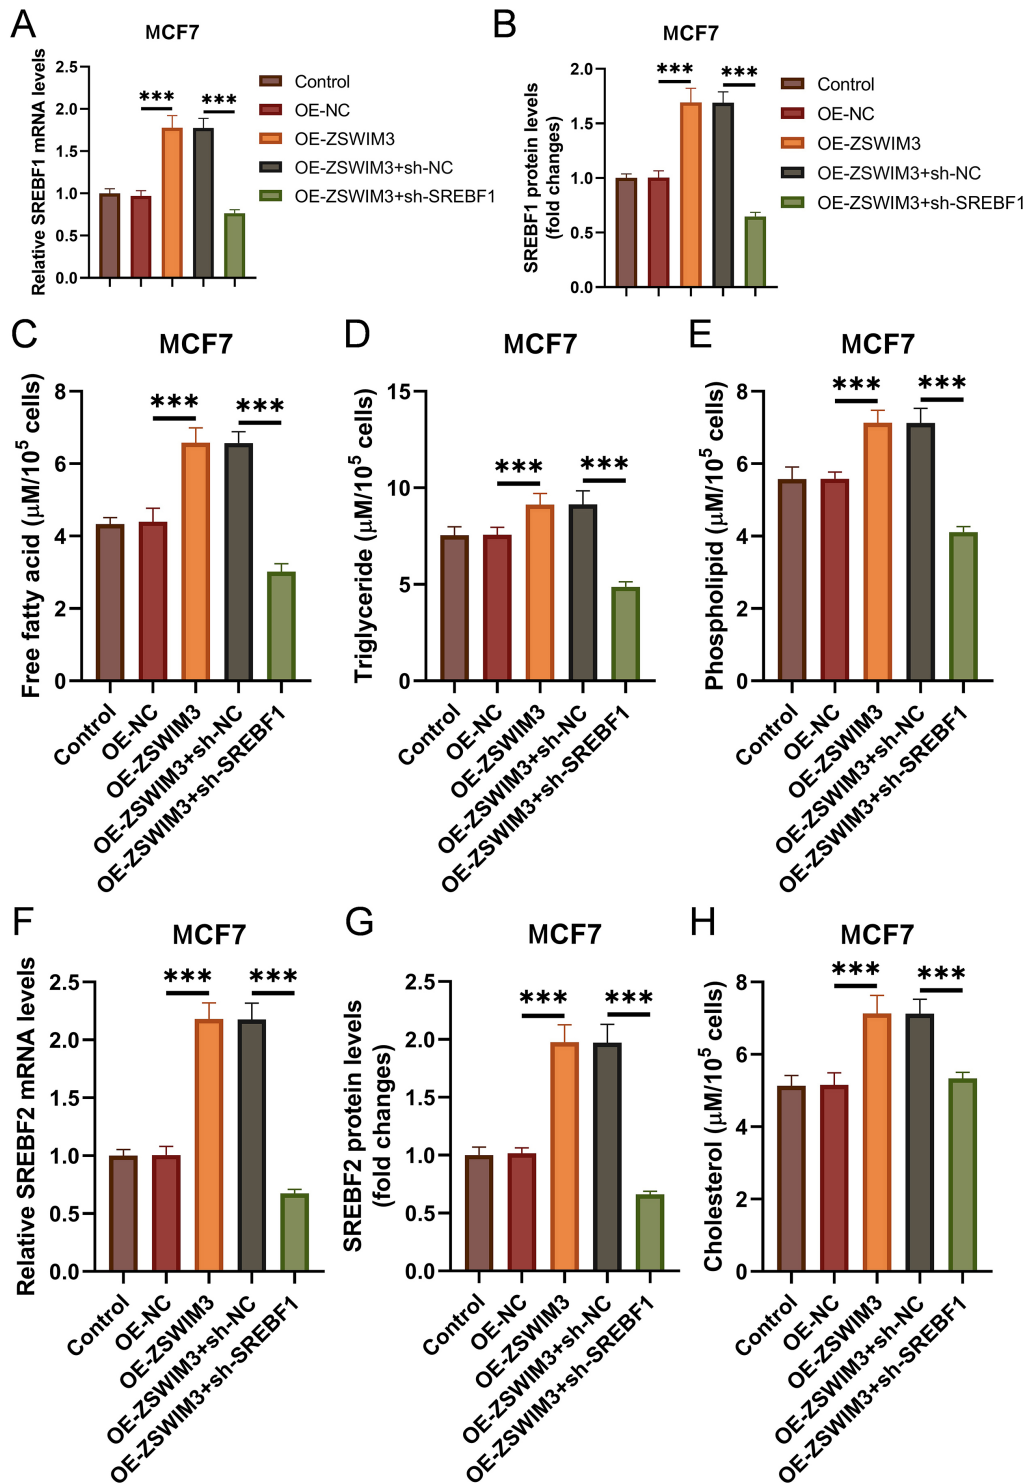 A
MCF7
Relative SREBF1 mRNA levels
2.5
2.0
1.5
1.0
0.5
0.0
***
***
Control
OE-NC
OE-ZSWIM3
OE-ZSWIM3+sh-NC
OE-ZSWIM3+sh-SREBF1
B
MCF7
SREBF1 protein levels
(fold changes)
2.0
1.5
1.0
0.5
0.0
***
***
Control
OE-NC
OE-ZSWIM3
OE-ZSWIM3+sh-NC
OE-ZSWIM3+sh-SREBF1
C
MCF7
Free fatty acid (μM/10⁵ cells)
8
6
4
2
0
***
***
Control
OE-NC
OE-ZSWIM3
OE-ZSWIM3+sh-NC
OE-ZSWIM3+sh-SREBF1
D
MCF7
Triglyceride (μM/10⁵ cells)
15
10
5
0
***
***
Control
OE-NC
OE-ZSWIM3
OE-ZSWIM3+sh-NC
OE-ZSWIM3+sh-SREBF1
E
MCF7
Phospholipid (μM/10⁵ cells)
8
6
4
2
0
***
***
Control
OE-NC
OE-ZSWIM3
OE-ZSWIM3+sh-NC
OE-ZSWIM3+sh-SREBF1
F
MCF7
Relative SREBF2 mRNA levels
2.5
2.0
1.5
1.0
0.5
0.0
***
***
Control
OE-NC
OE-ZSWIM3
OE-ZSWIM3+sh-NC
OE-ZSWIM3+sh-SREBF1
G
MCF7
SREBF2 protein levels
(fold changes)
2.5
2.0
1.5
1.0
0.5
0.0
***
***
Control
OE-NC
OE-ZSWIM3
OE-ZSWIM3+sh-NC
OE-ZSWIM3+sh-SREBF1
H
MCF7
Cholesterol (μM/10⁵ cells)
8
6
4
2
0
***
***
Control
OE-NC
OE-ZSWIM3
OE-ZSWIM3+sh-NC
OE-ZSWIM3+sh-SREBF1